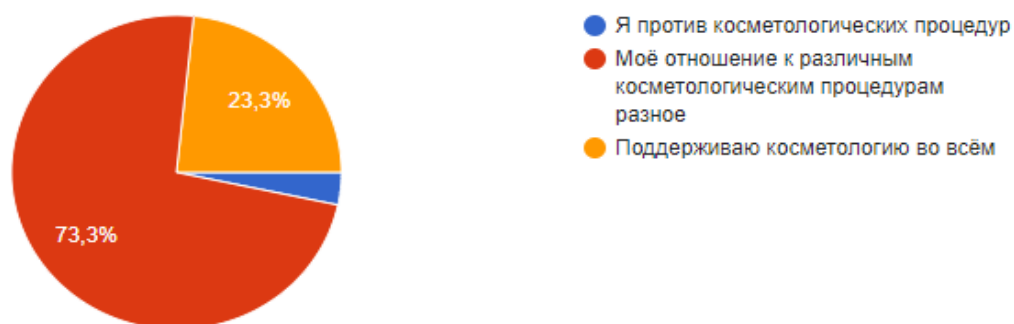 23,3%
73,3%
Я против косметологических процедур
Моё отношение к различным
косметологическим процедурам
разное
Поддерживаю косметологию во всём